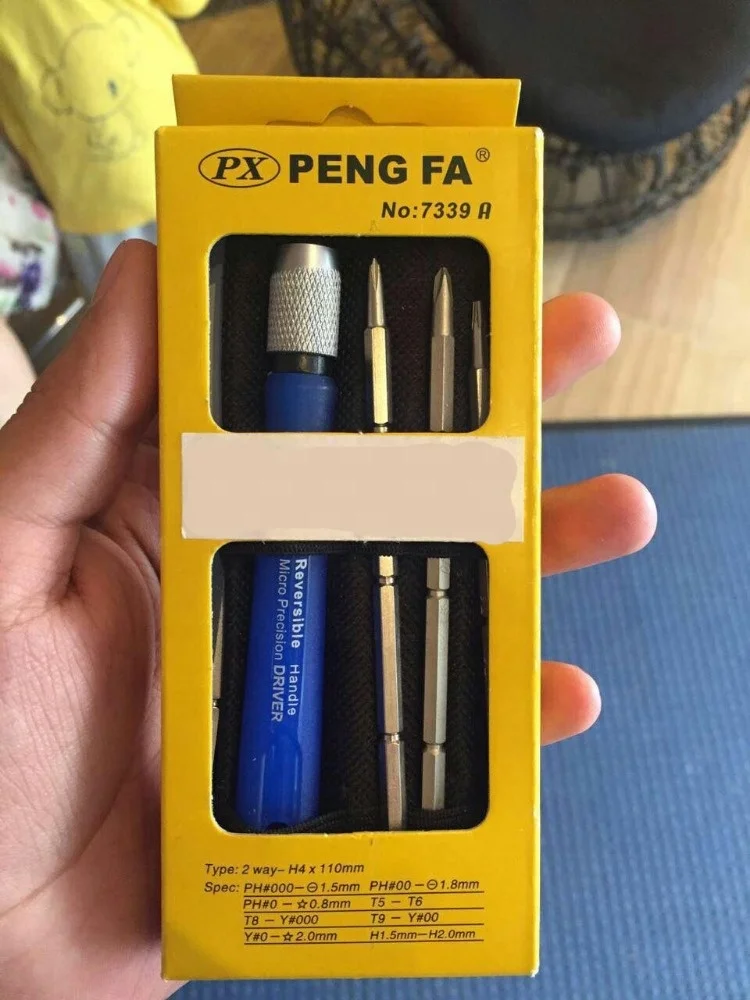 PX PENG FA®
No:7339 A
Reversible Handle
Micro Precision DRIVER
Type: 2 way– H4 x 110mm
Spec: PH#000–⊖1.5mm PH#00–⊖1.8mm
PH#0 – ☆0.8mm T5 – T6
T8 – Y#000 T9 – Y#00
Y#0–☆2.0mm H1.5mm–H2.0mm